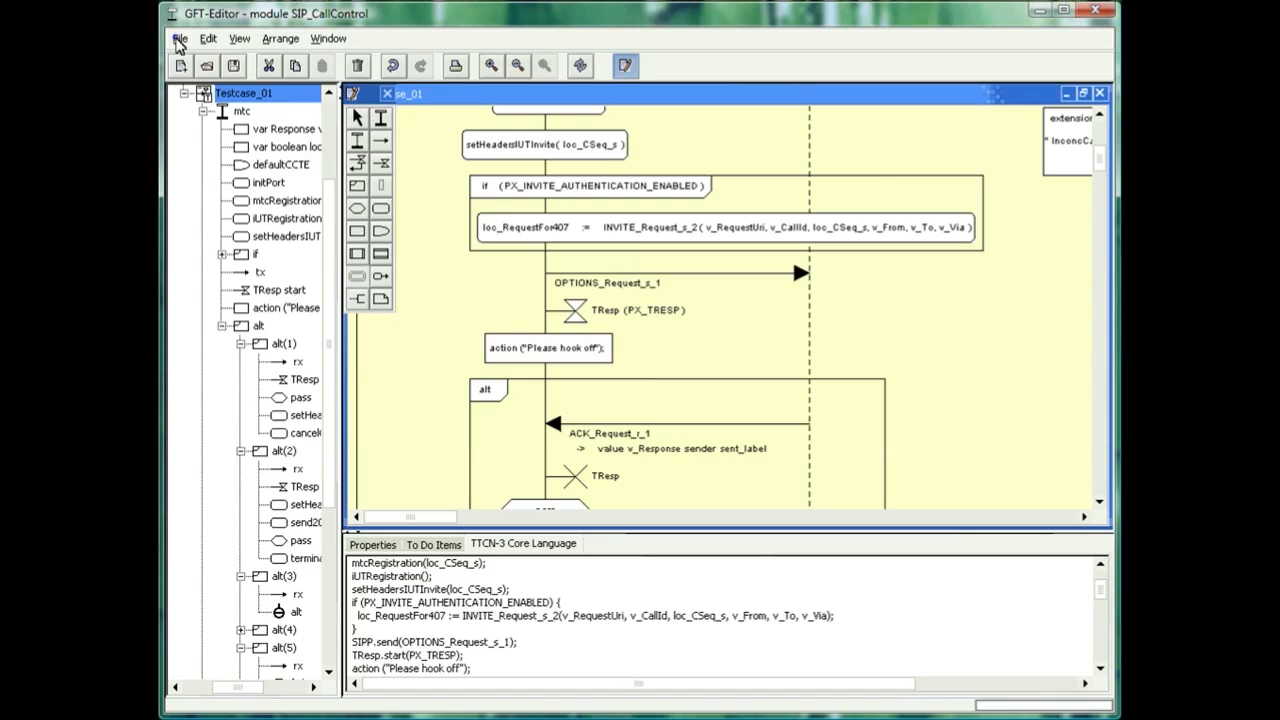 GFT-Editor - module SIP_CallControl
File Edit View Arrange Window
Testcase_01
mtc
var Response v
var boolean loc
defaultCCTE
initPort
mtcRegistration
iUTRegistration
setHeadersIUT
if
tx
TResp start
action ("Please
alt
alt(1)
rx
TResp
pass
setHea
cancel
alt(2)
rx
TResp
setHea
send20
pass
termina
alt(3)
rx
alt
alt(4)
alt(5)
rx
se_01
setHeadersIUTInvite( loc_CSeq_s )
if (PX_INVITE_AUTHENTICATION_ENABLED )
loc_RequestFor407 := INVITE_Request_s_2( v_RequestUri, v_CallId, loc_CSeq_s, v_From, v_To, v_Via )
OPTIONS_Request_s_1
TResp (PX_TRESP)
action ("Please hook off");
alt
ACK_Request_r_1
-> value v_Response sender sent_label
TResp
extension
" InconcCa
Properties To Do Items TTCN-3 Core Language
mtcRegistration(loc_CSeq_s);
iUTRegistration();
setHeadersIUTInvite(loc_CSeq_s);
if (PX_INVITE_AUTHENTICATION_ENABLED) {
loc_RequestFor407 := INVITE_Request_s_2(v_RequestUri, v_CallId, loc_CSeq_s, v_From, v_To, v_Via);
}
SIPP.send(OPTIONS_Request_s_1);
TResp.start(PX_TRESP);
action ("Please hook off");